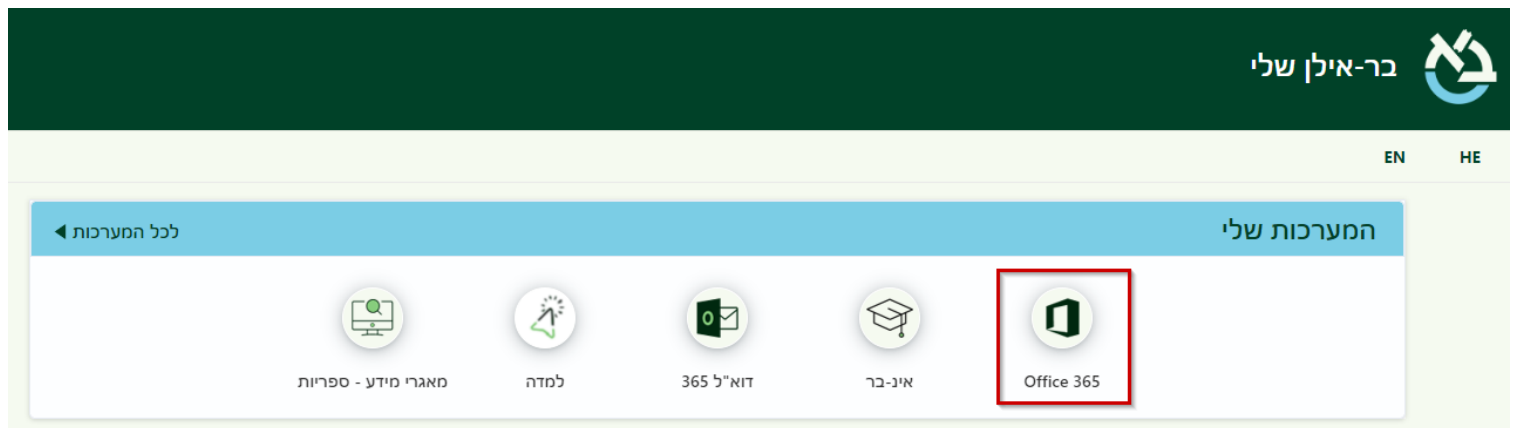 בר-אילן שלי
HE EN
המערכות שלי
לכל המערכות
Office 365
אינ-בר
דוא"ל 365
למדה
מאגרי מידע - ספריות